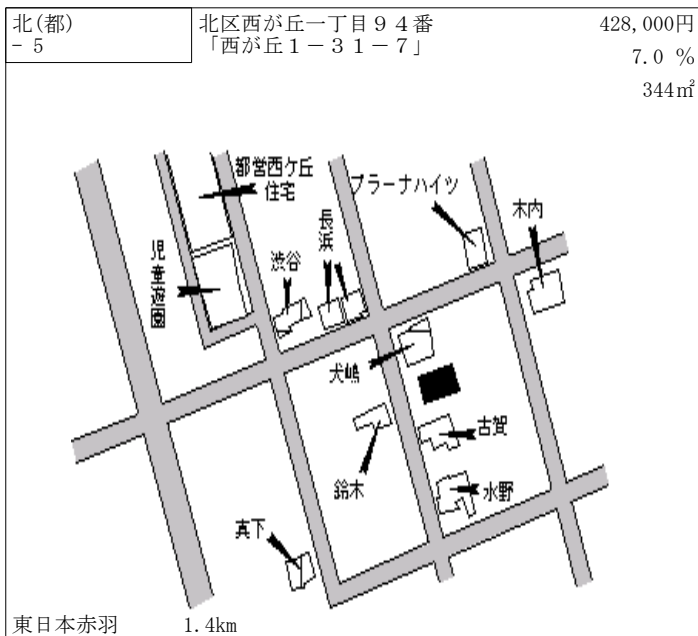 北(都)
- 5
北区西が丘一丁目94番
「西が丘1-31-7」
428,000円
7.0 %
344㎡
都営西ケ丘
住宅
プラーナハイツ
木内
長浜
渋谷
児童遊園
犬嶋
古賀
鈴木
水野
真下
東日本赤羽 1.4km